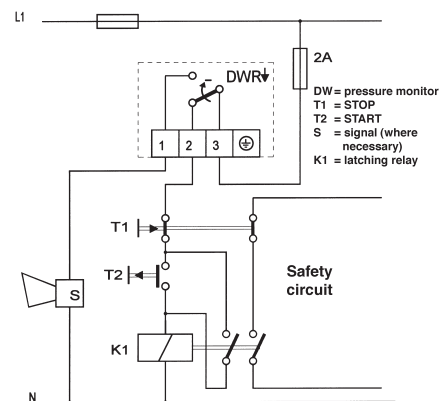 L1
2A
DWR
1 2 3
DW = pressure monitor
T1 = STOP
T2 = START
S = signal (where
necessary)
K1 = latching relay
T1
T2
Safety
circuit
S
K1
N